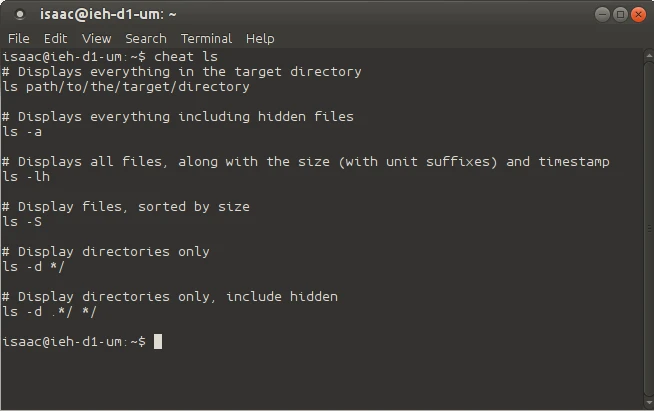 isaac@ieh-d1-um: ~
File Edit View Search Terminal Help
isaac@ieh-d1-um:~$ cheat ls
# Displays everything in the target directory
ls path/to/the/target/directory
# Displays everything including hidden files
ls -a
# Displays all files, along with the size (with unit suffixes) and timestamp
ls -lh
# Display files, sorted by size
ls -S
# Display directories only
ls -d */
# Display directories only, include hidden
ls -d .*/ */
isaac@ieh-d1-um:~$